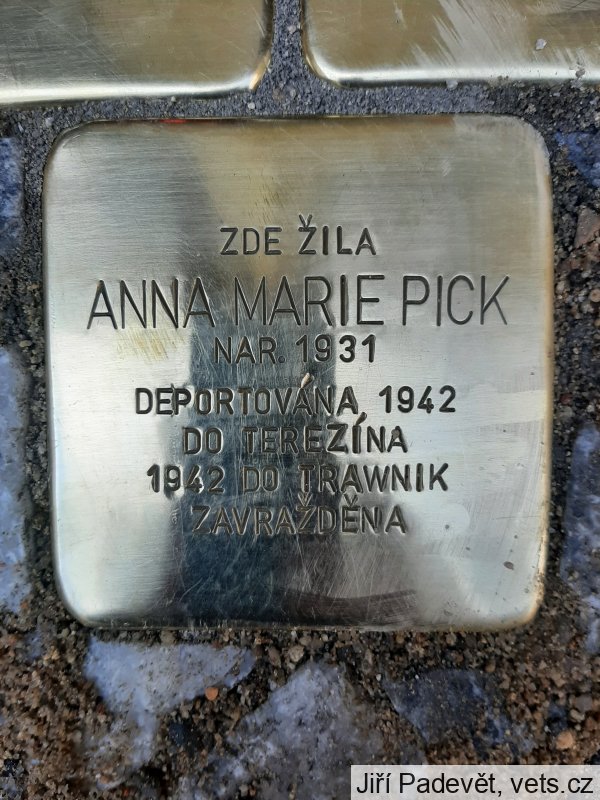 ZDE ŽILA
ANNA MARIE PICK
NAR. 1931
DEPORTOVÁNA 1942
DO TEREZÍNA
1942 DO TRAWNIK
ZAVRAŽDĚNA
Jiří Padevět, vets.cz